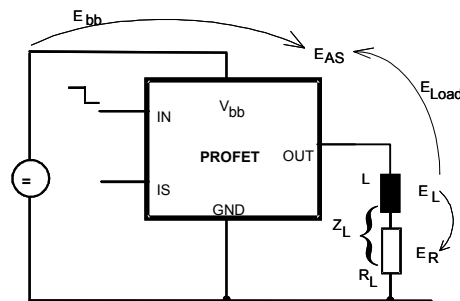 E_bb
E_AS
E_Load
V_bb
IN
PROFET
OUT
IS
GND
=
L
E_L
Z_L
{
R_L
E_R